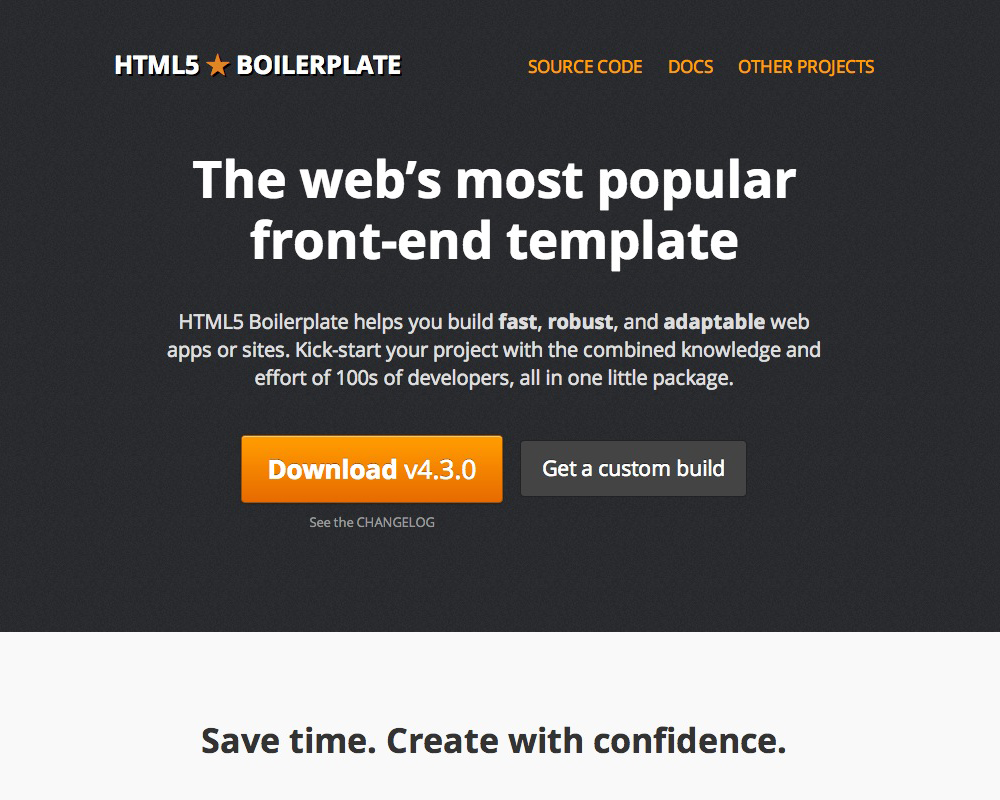 HTML5 ★ BOILERPLATE
SOURCE CODE DOCS OTHER PROJECTS
The web’s most popular
front-end template
HTML5 Boilerplate helps you build fast, robust, and adaptable web
apps or sites. Kick-start your project with the combined knowledge and
effort of 100s of developers, all in one little package.
Download v4.3.0
Get a custom build
See the CHANGELOG
Save time. Create with confidence.